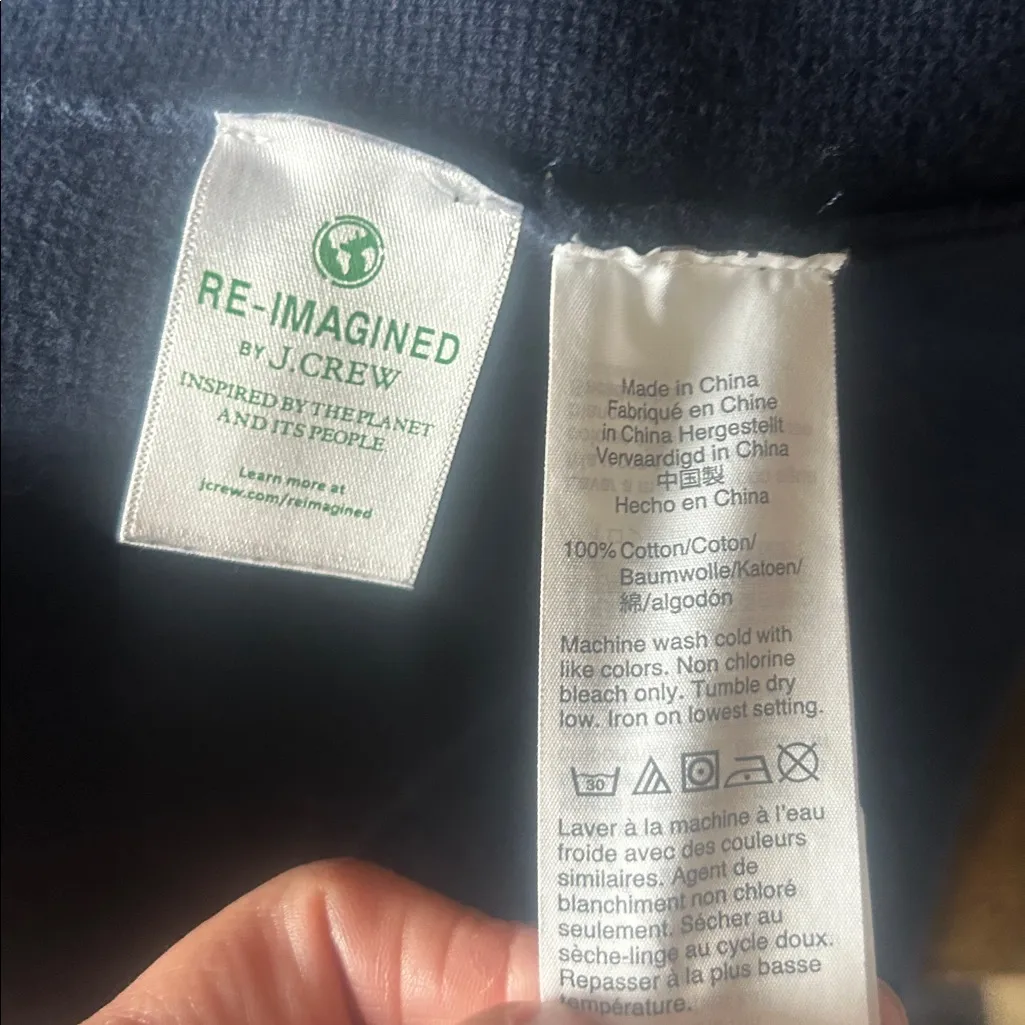 RE-IMAGINED
BY J.CREW
INSPIRED BY THE PLANET
AND ITS PEOPLE
Learn more at
jcrew.com/reimagined
Made in China
Fabriqué en Chine
in China Hergestellt
Vervaardigd in China
中国製
Hecho en China
100% Cotton/Coton/
Baumwolle/Katoen/
綿/algodón
Machine wash cold with
like colors. Non chlorine
bleach only. Tumble dry
low. Iron on lowest setting.
30
Laver à la machine à l'eau
froide avec des couleurs
similaires. Agent de
blanchiment non chloré
seulement. Sécher au
sèche-linge au cycle doux.
Repasser à la plus basse
température.